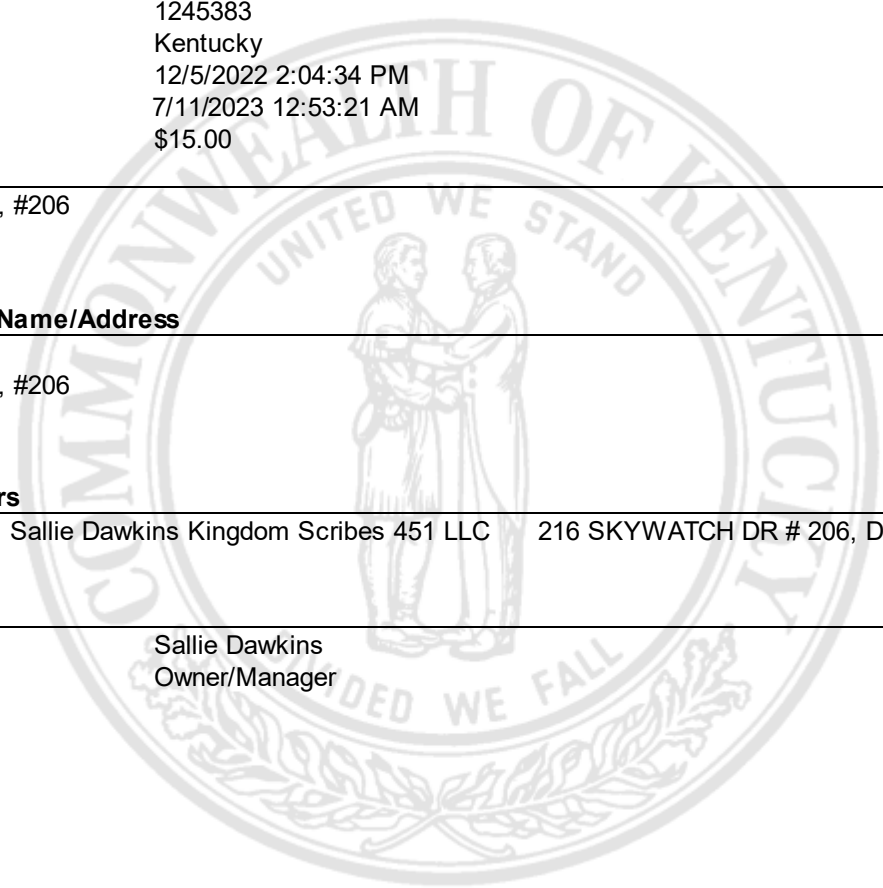 1245383
Kentucky
12/5/2022 2:04:34 PM
7/11/2023 12:53:21 AM
$15.00
, #206
Name/Address
, #206
rs
Sallie Dawkins Kingdom Scribes 451 LLC 216 SKYWATCH DR # 206, D
Sallie Dawkins
Owner/Manager
COMMONWEALTH OF KENTUCKY
UNITED WE STAND
DIVIDED WE FALL